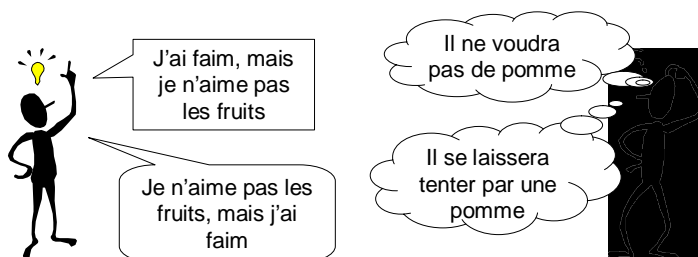 J'ai faim, mais
je n'aime pas
les fruits
Il ne voudra
pas de pomme
Je n'aime pas les
fruits, mais j'ai
faim
Il se laissera
tenter par une
pomme